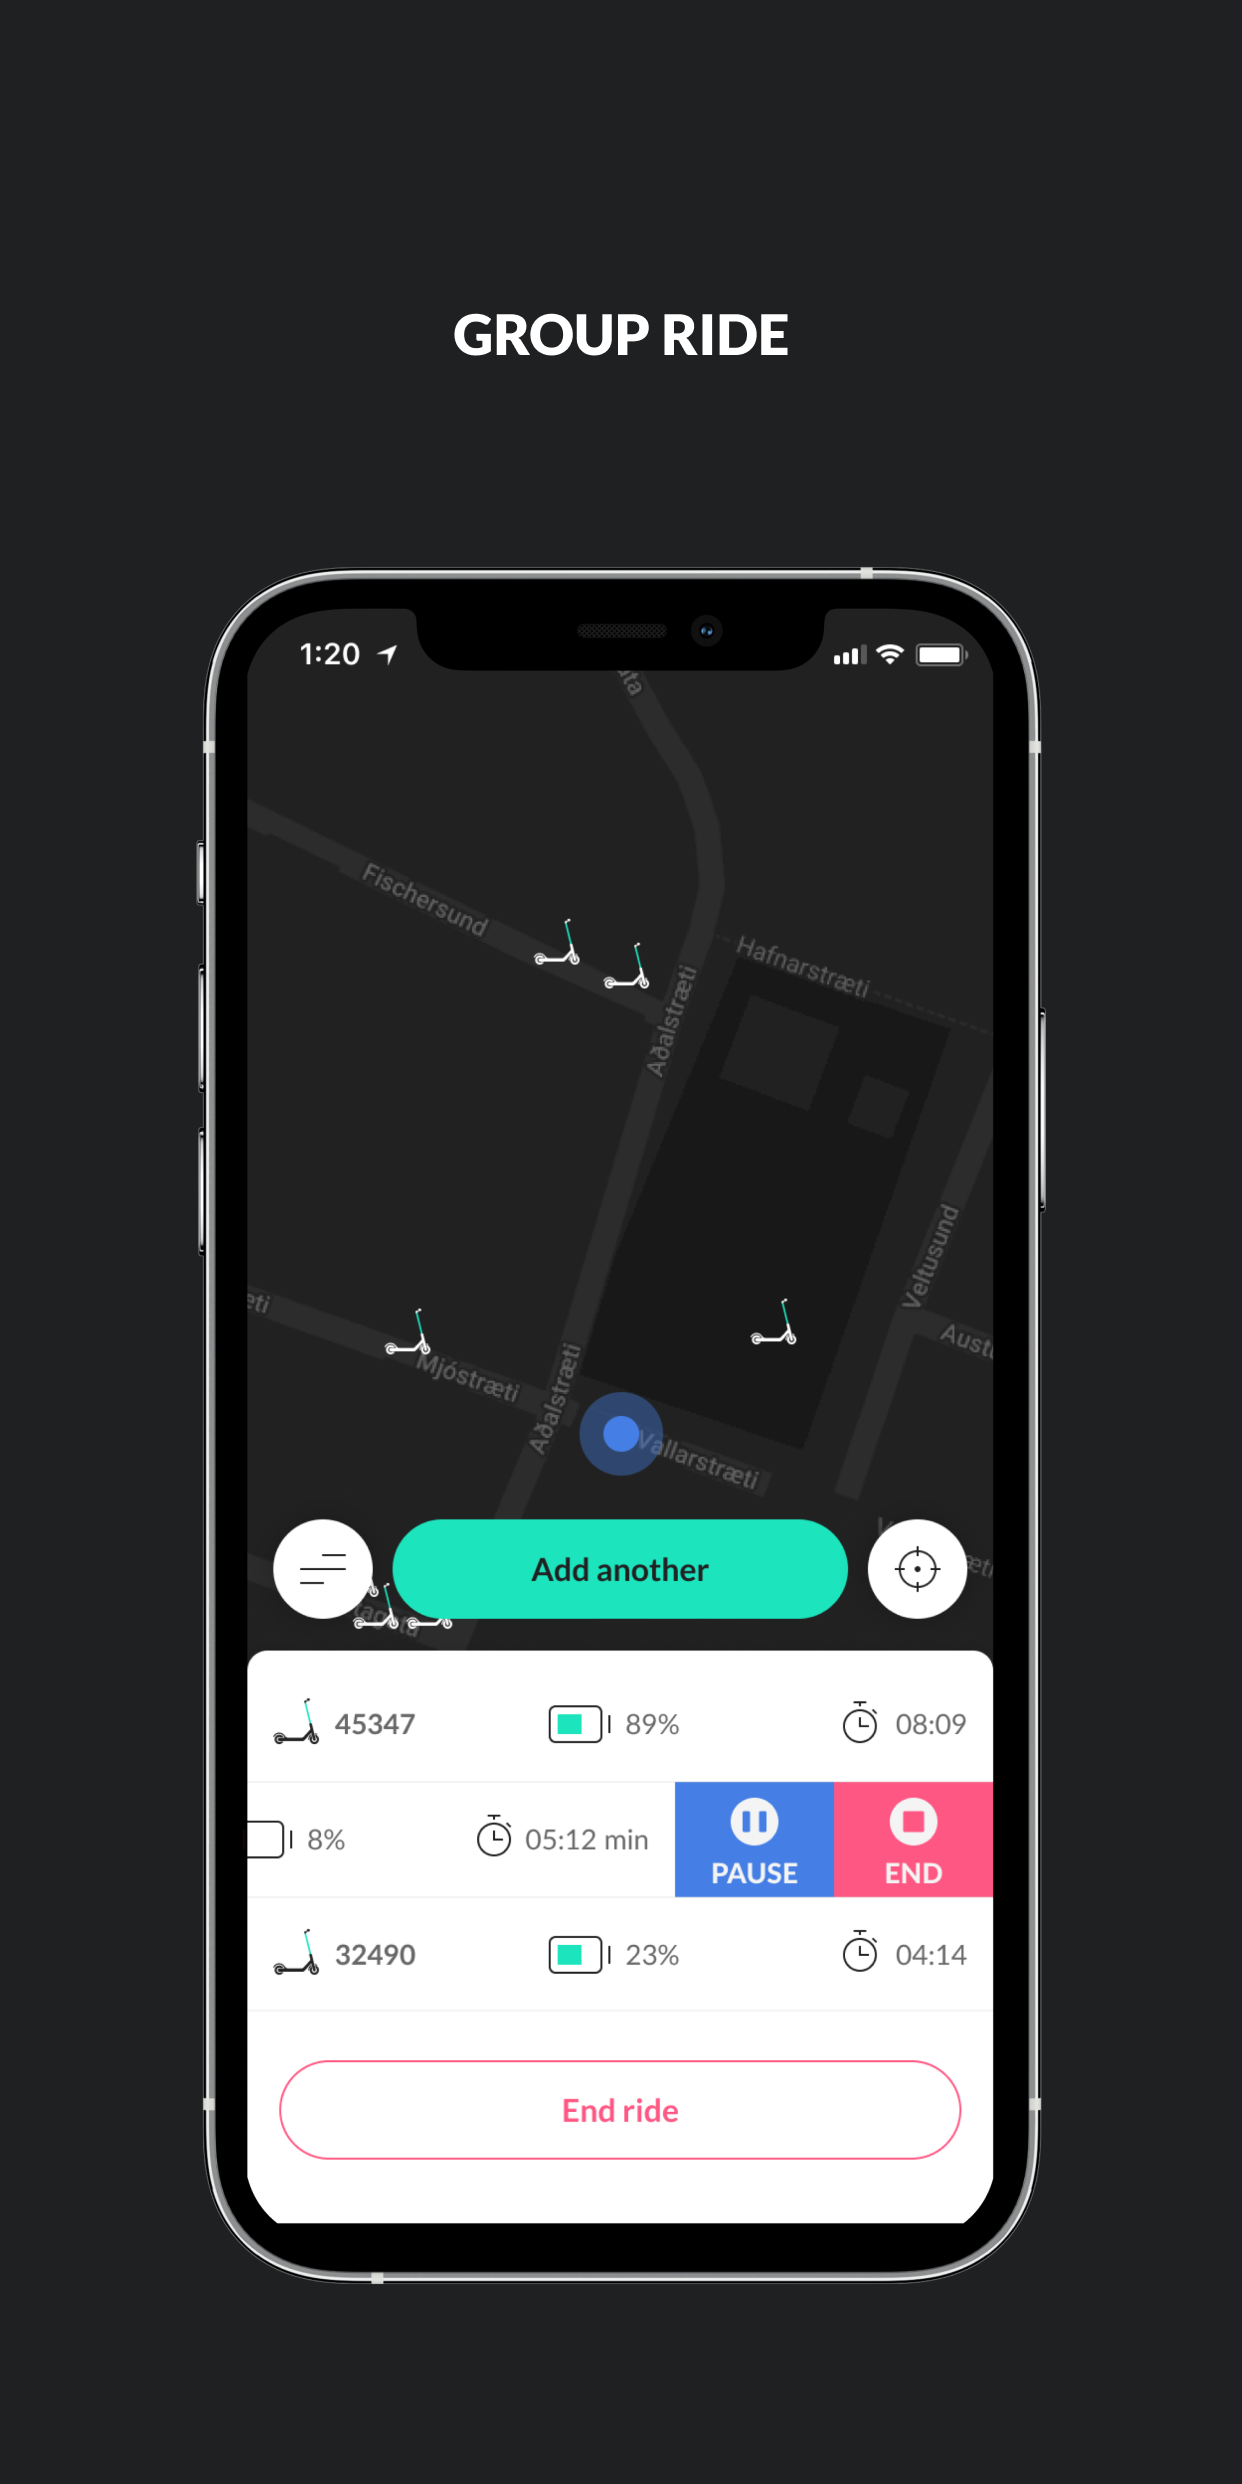 GROUP RIDE
1:20
Fischersund
Hafnarstræti
Aðalstræti
Veltusund
Mjóstræti
Aðalstræti
Vallarstræti
Add another
45347
89%
08:09
8%
05:12 min
PAUSE
END
32490
23%
04:14
End ride